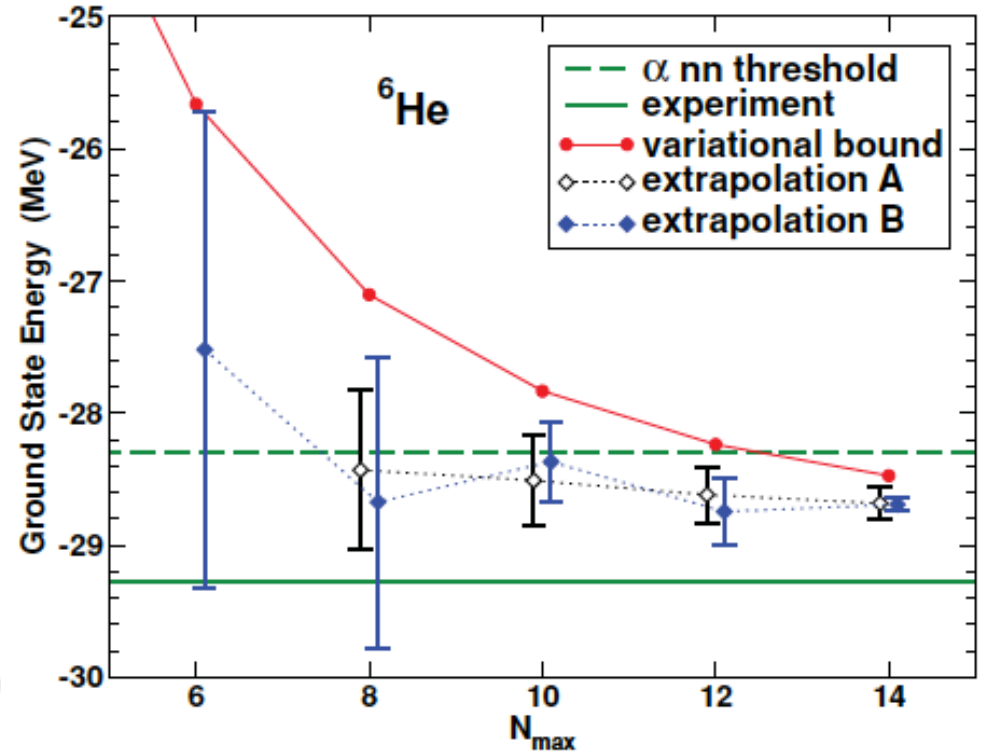 -25
-26
-27
-28
-29
-30
Ground State Energy (MeV)
⁶He
α nn threshold
experiment
variational bound
extrapolation A
extrapolation B
6 8 10 12 14
Nₘₐₓ